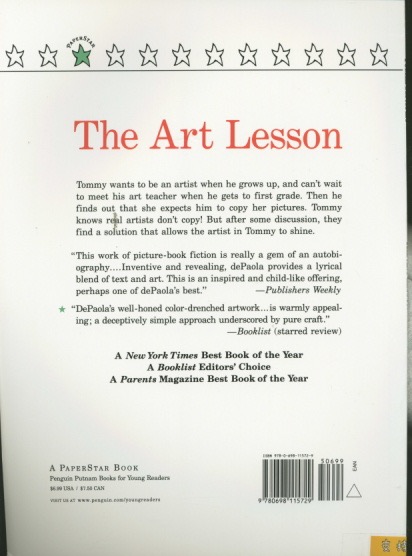 PAPERSTAR
The Art Lesson
Tommy wants to be an artist when he grows up, and can't wait
to meet his art teacher when he gets to first grade. Then he
finds out that she expects him to copy her pictures. Tommy
knows real artists don't copy! But after some discussion, they
find a solution that allows the artist in Tommy to shine.
"This work of picture-book fiction is really a gem of an autobi-
ography....Inventive and revealing, dePaola provides a lyrical
blend of text and art. This is an inspired and child-like offering,
perhaps one of dePaola's best." —Publishers Weekly
★ "DePaola's well-honed color-drenched artwork...is warmly appeal-
ing; a deceptively simple approach underscored by pure craft."
—Booklist (starred review)
A New York Times Best Book of the Year
A Booklist Editors' Choice
A Parents Magazine Best Book of the Year
A PAPERSTAR BOOK
Penguin Putnam Books for Young Readers
$6.99 USA / $7.50 CAN
VISIT US AT www.penguin.com/youngreaders
ISBN 978-0-698-11572-9
50699
EAN
9 780698 115729